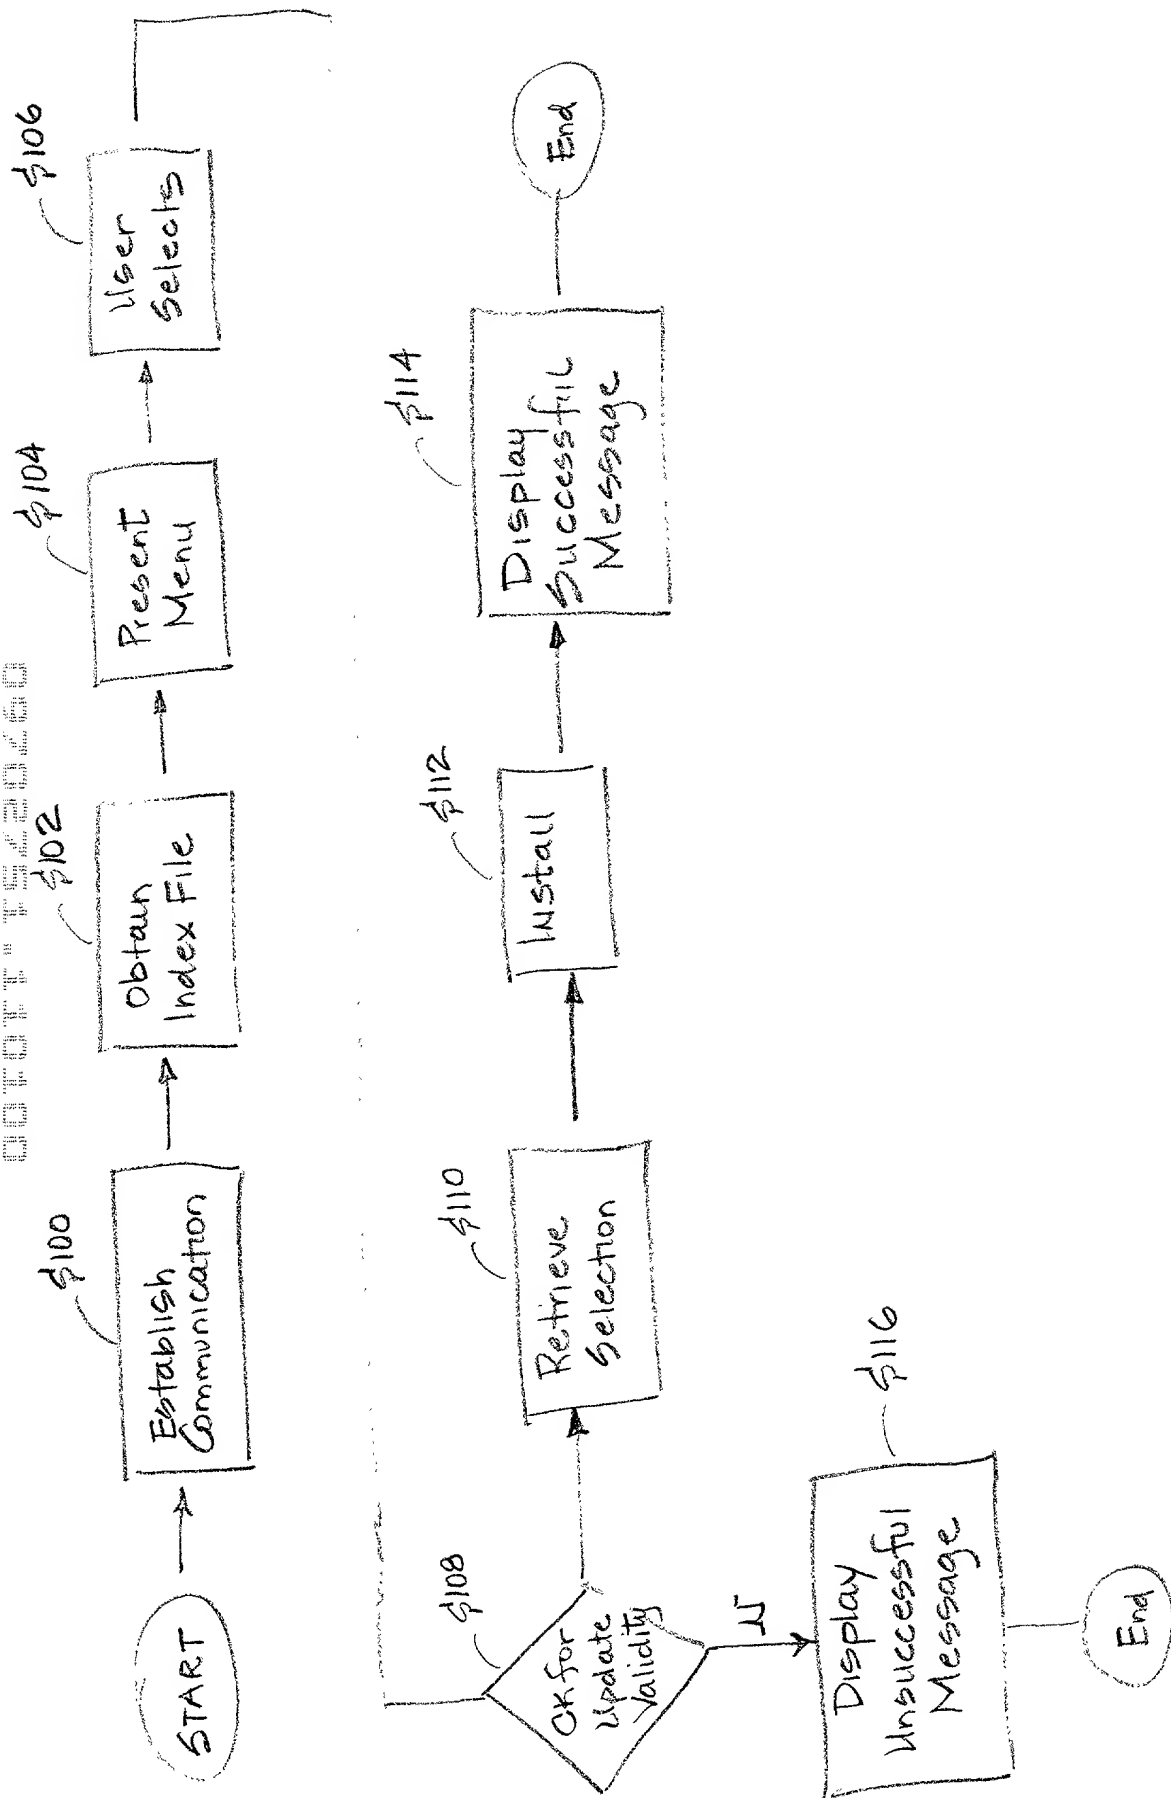 START
Establish
Communication
S100
Obtain
Index File
S102
Present
Menu
S104
User
Selects
S106
CK for
Update
Validity
S108
N
Retrieve
Selection
S110
Install
S112
Display
Successful
Message
S114
End
Display
Unsuccessful
Message
S116
End